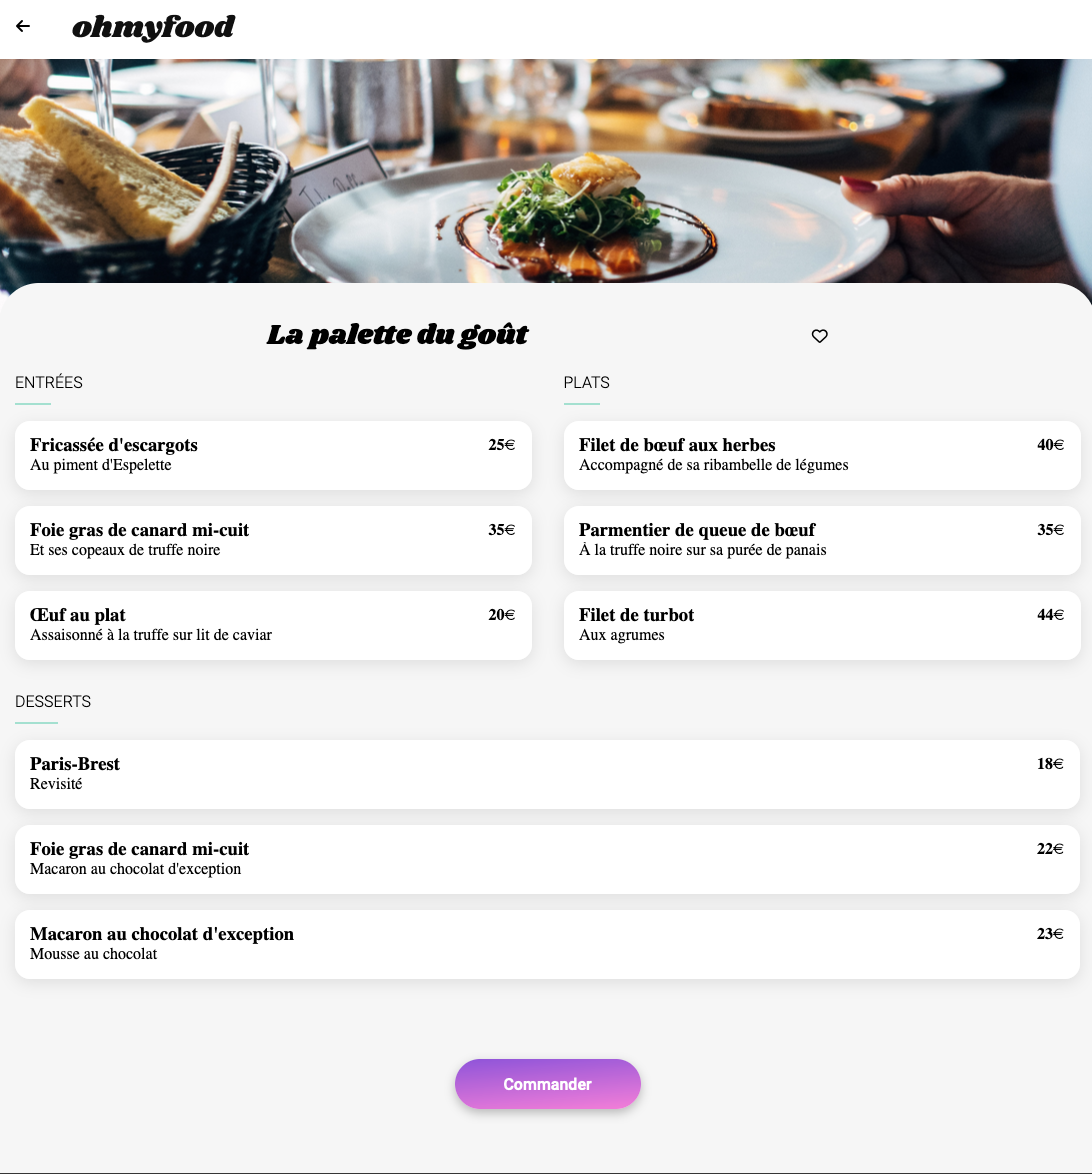 ohmyfood
La palette du goût
ENTRÉES
Fricassée d'escargots 25€
Au piment d'Espelette
Foie gras de canard mi-cuit 35€
Et ses copeaux de truffe noire
Œuf au plat 20€
Assaisonné à la truffe sur lit de caviar
PLATS
Filet de bœuf aux herbes 40€
Accompagné de sa ribambelle de légumes
Parmentier de queue de bœuf 35€
À la truffe noire sur sa purée de panais
Filet de turbot 44€
Aux agrumes
DESSERTS
Paris-Brest 18€
Revisité
Foie gras de canard mi-cuit 22€
Macaron au chocolat d'exception
Macaron au chocolat d'exception 23€
Mousse au chocolat
Commander